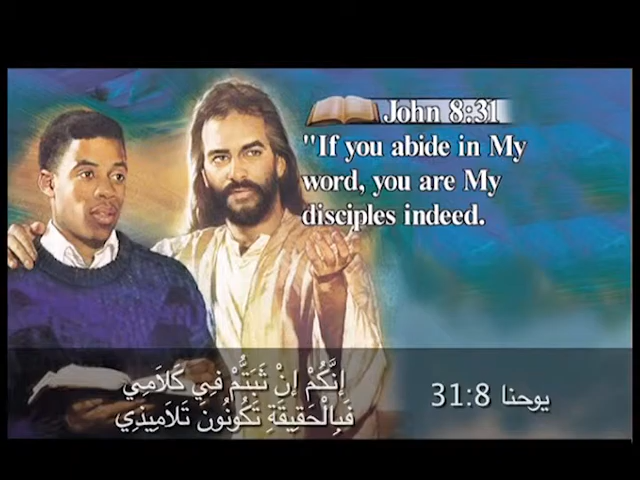 John 8:31
"If you abide in My
word, you are My
disciples indeed.
إِنَّكُمْ إِنْ ثَبَتُّمْ فِي كَلاَمِي
فَبِالْحَقِيقَةِ تَكُونُونَ تَلاَمِيذِي
يوحنا 31:8